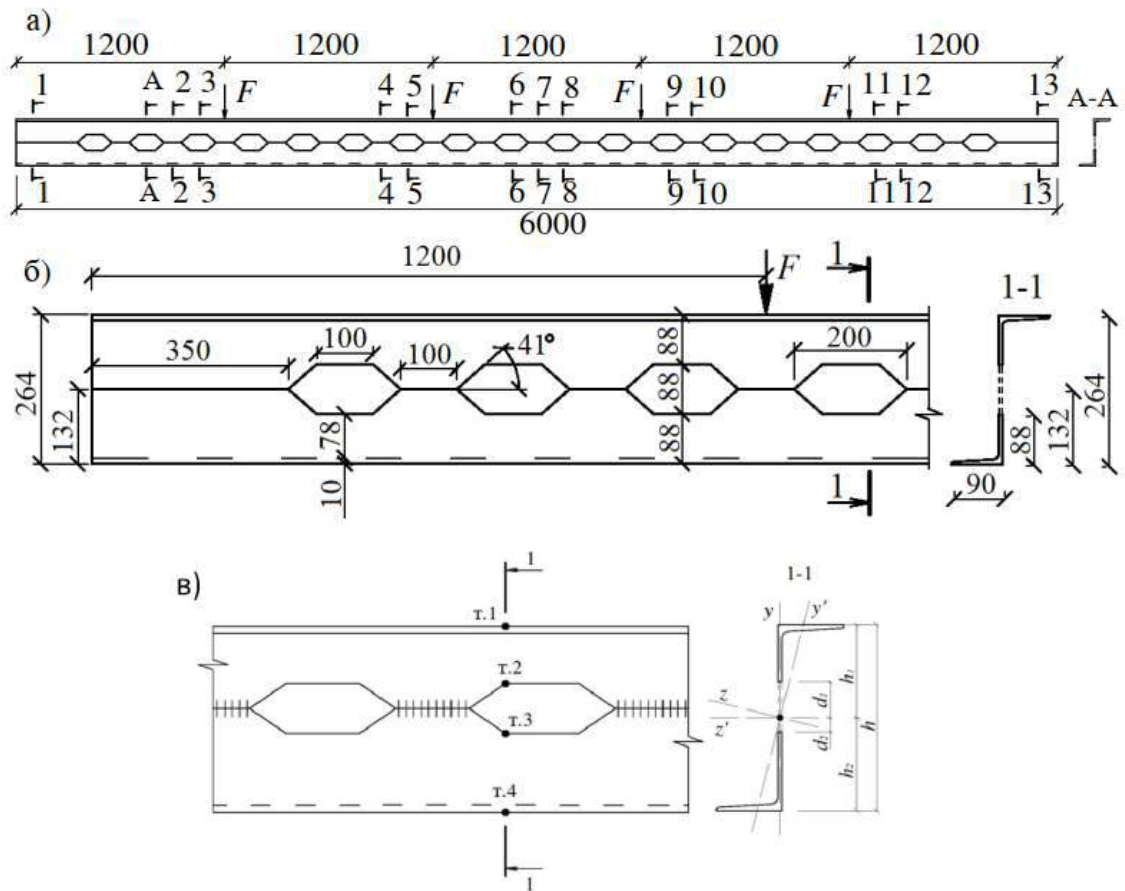 а)
1200 1200 1200 1200 1200
1 A 2 3 F 4 5 F 6 7 8 F 9 10 F 11 12 13 A-A
1 A 2 3 4 5 6 7 8 9 10 11 12 13
6000
б)
1200 F 1 1-1
350 100 100 41° 88 200
264 132 78 88 88 132 264
10 88
1 90
в)
1 1-1
т.1 y y'
т.2
т.3 z z' d₁ d₂ h₁ h₂ h
т.4
1